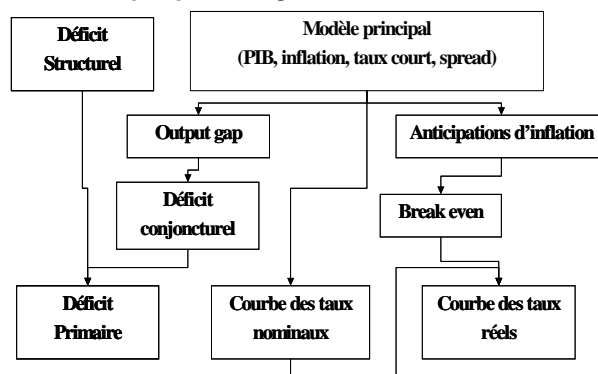 Déficit
Structurel
Modèle principal
(PIB, inflation, taux court, spread)
Output gap
Anticipations d'inflation
Déficit
conjoncturel
Break even
Déficit
Primaire
Courbe des taux
nominaux
Courbe des taux
réels